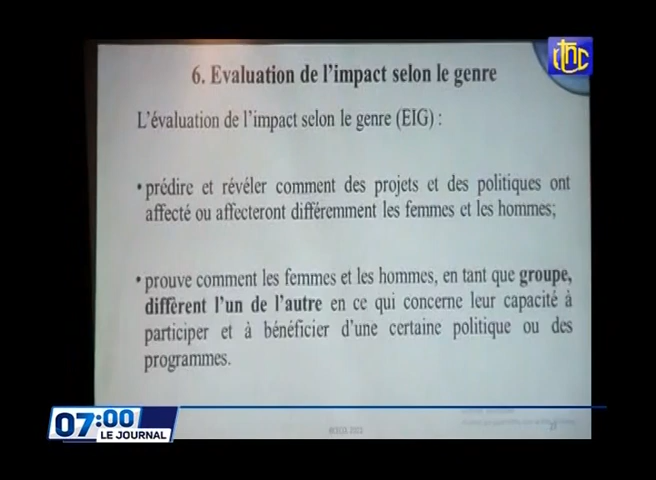 rtnc
6. Evaluation de l'impact selon le genre
L'évaluation de l'impact selon le genre (EIG) :
•prédire et révéler comment des projets et des politiques ont
affecté ou affecteront différemment les femmes et les hommes;
•prouve comment les femmes et les hommes, en tant que groupe,
diffèrent l'un de l'autre en ce qui concerne leur capacité à
participer et à bénéficier d'une certaine politique ou des
programmes.
07:00
LE JOURNAL